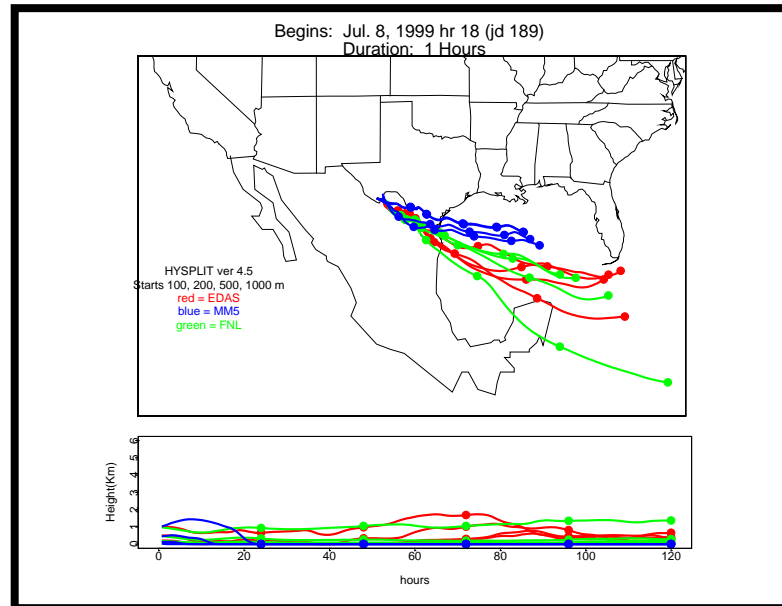 Begins: Jul. 8, 1999 hr 18 (jd 189)
Duration: 1 Hours
HYSPLIT ver 4.5
Starts 100, 200, 500, 1000 m
red = EDAS
blue = MM5
green = FNL
Height(Km)
6
5
4
3
2
1
0
0 20 40 60 80 100 120
hours